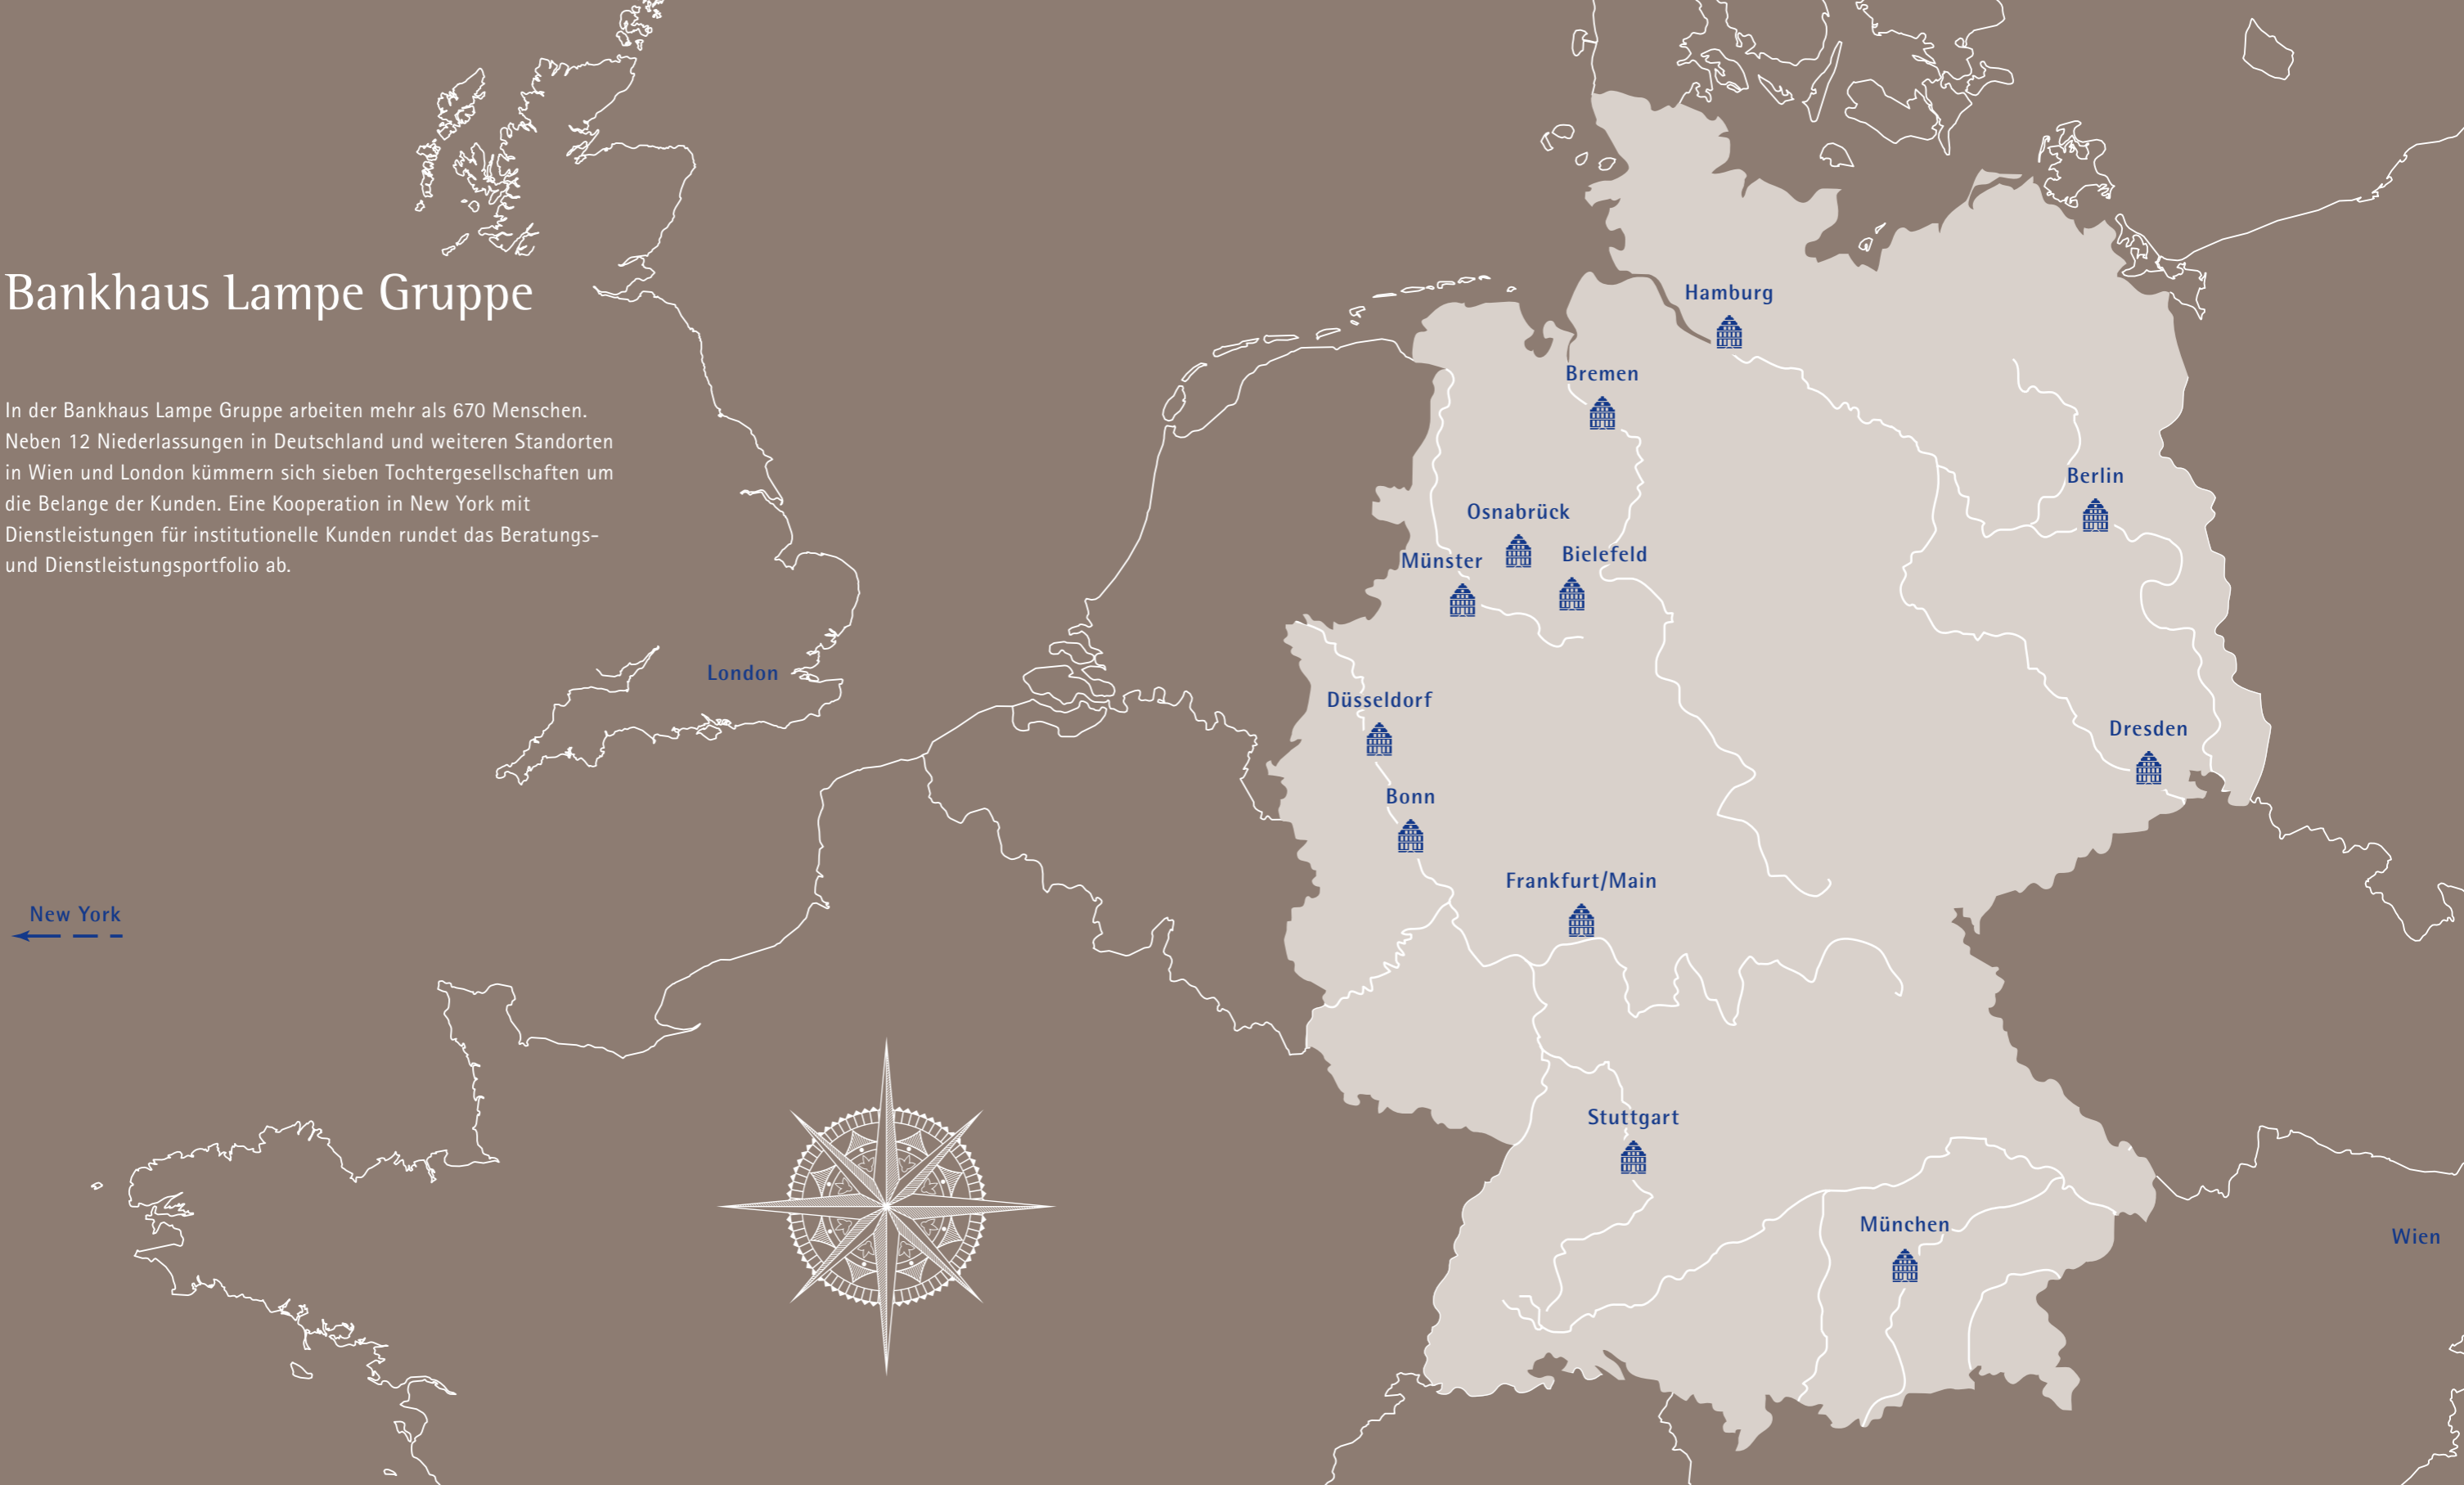 Bankhaus Lampe Gruppe
In der Bankhaus Lampe Gruppe arbeiten mehr als 670 Menschen.
Neben 12 Niederlassungen in Deutschland und weiteren Standorten
in Wien und London kümmern sich sieben Tochtergesellschaften um
die Belange der Kunden. Eine Kooperation in New York mit
Dienstleistungen für institutionelle Kunden rundet das Beratungs-
und Dienstleistungsportfolio ab.
Hamburg
Bremen
Berlin
Osnabrück
Bielefeld
Münster
London
Düsseldorf
Dresden
Bonn
Frankfurt/Main
New York
Stuttgart
München
Wien